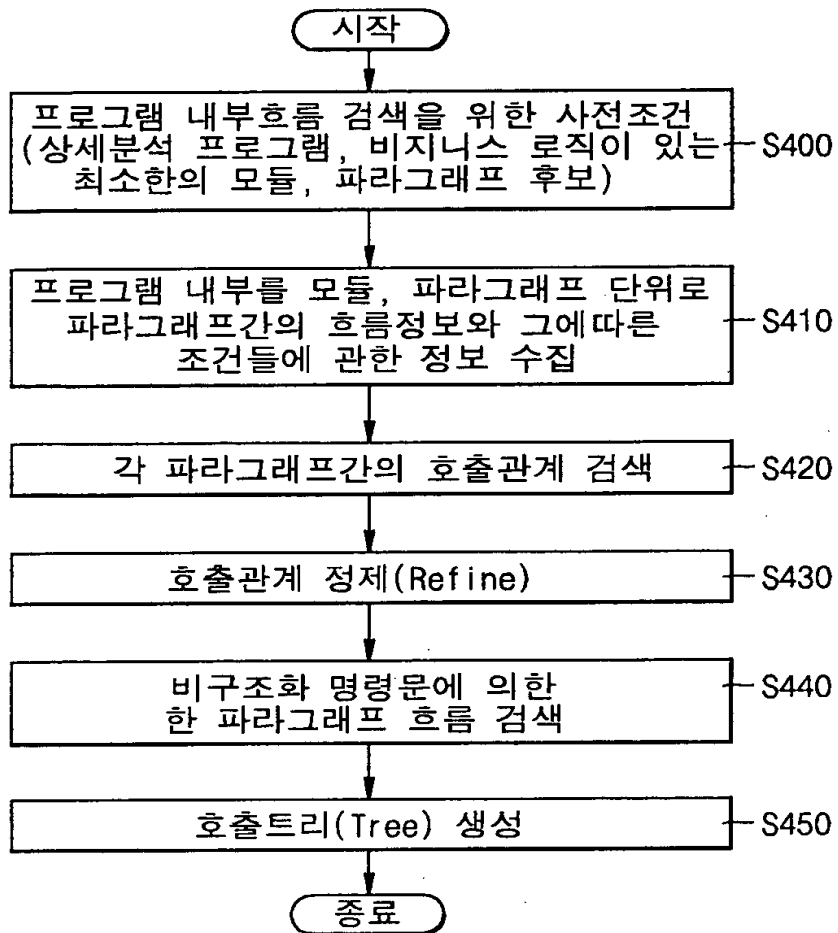 시작
프로그램 내부흐름 검색을 위한 사전조건
(상세분석 프로그램, 비지니스 로직이 있는
최소한의 모듈, 파라그래프 후보)
S400
프로그램 내부를 모듈, 파라그래프 단위로
파라그래프간의 흐름정보와 그에따른
조건들에 관한 정보 수집
S410
각 파라그래프간의 호출관계 검색
S420
호출관계 정제(Refine)
S430
비구조화 명령문에 의한
한 파라그래프 흐름 검색
S440
호출트리(Tree) 생성
S450
종료